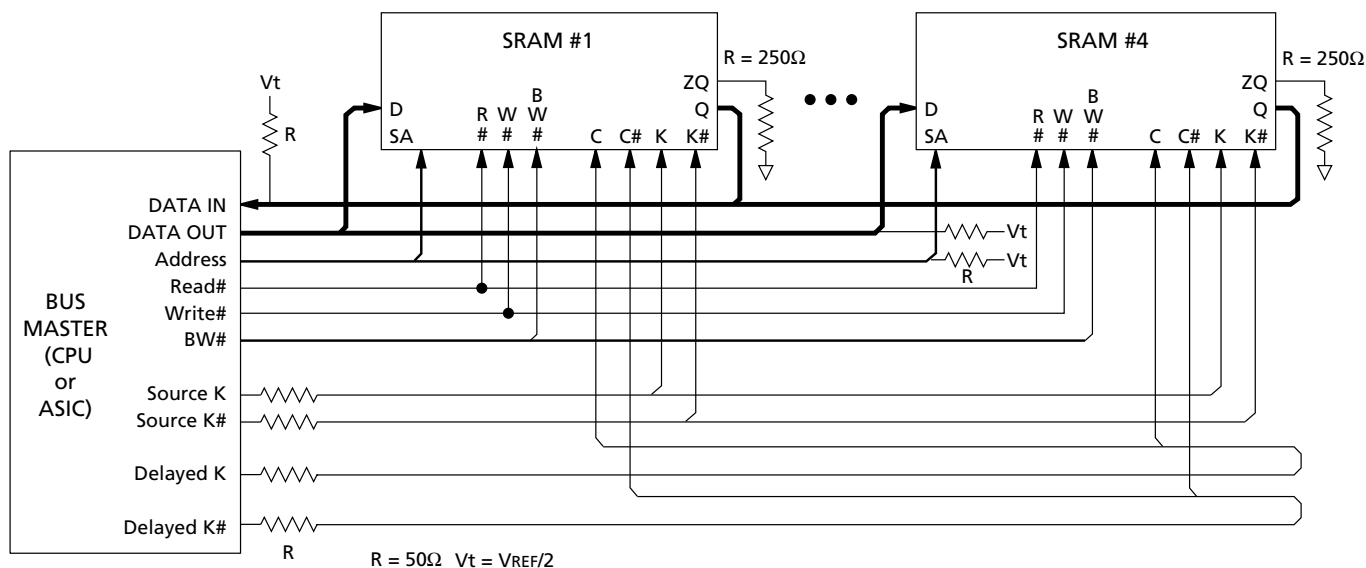 SRAM #1
R = 250Ω
ZQ
Q
D
SA
R
#
W
#
B
W
#
C
C#
K
K#
SRAM #4
R = 250Ω
ZQ
Q
D
SA
R
#
W
#
B
W
#
C
C#
K
K#
Vt
R
BUS
MASTER
(CPU
or
ASIC)
DATA IN
DATA OUT
Address
Read#
Write#
BW#
Source K
Source K#
Delayed K
Delayed K#
Vt
Vt
R
R
R = 50Ω Vt = VREF/2